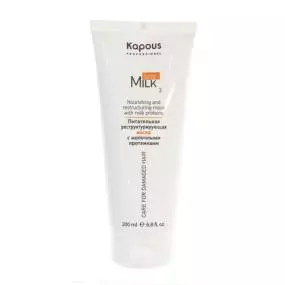 Kapous
PROFESSIONAL
MILK
3
Nourishing and
restructuring mask
with milk proteins
Питательная
реструктурирующая
маска
с молочными
протеинами
CARE FOR DAMAGED HAIR
200 ml e 6.8 fl. oz